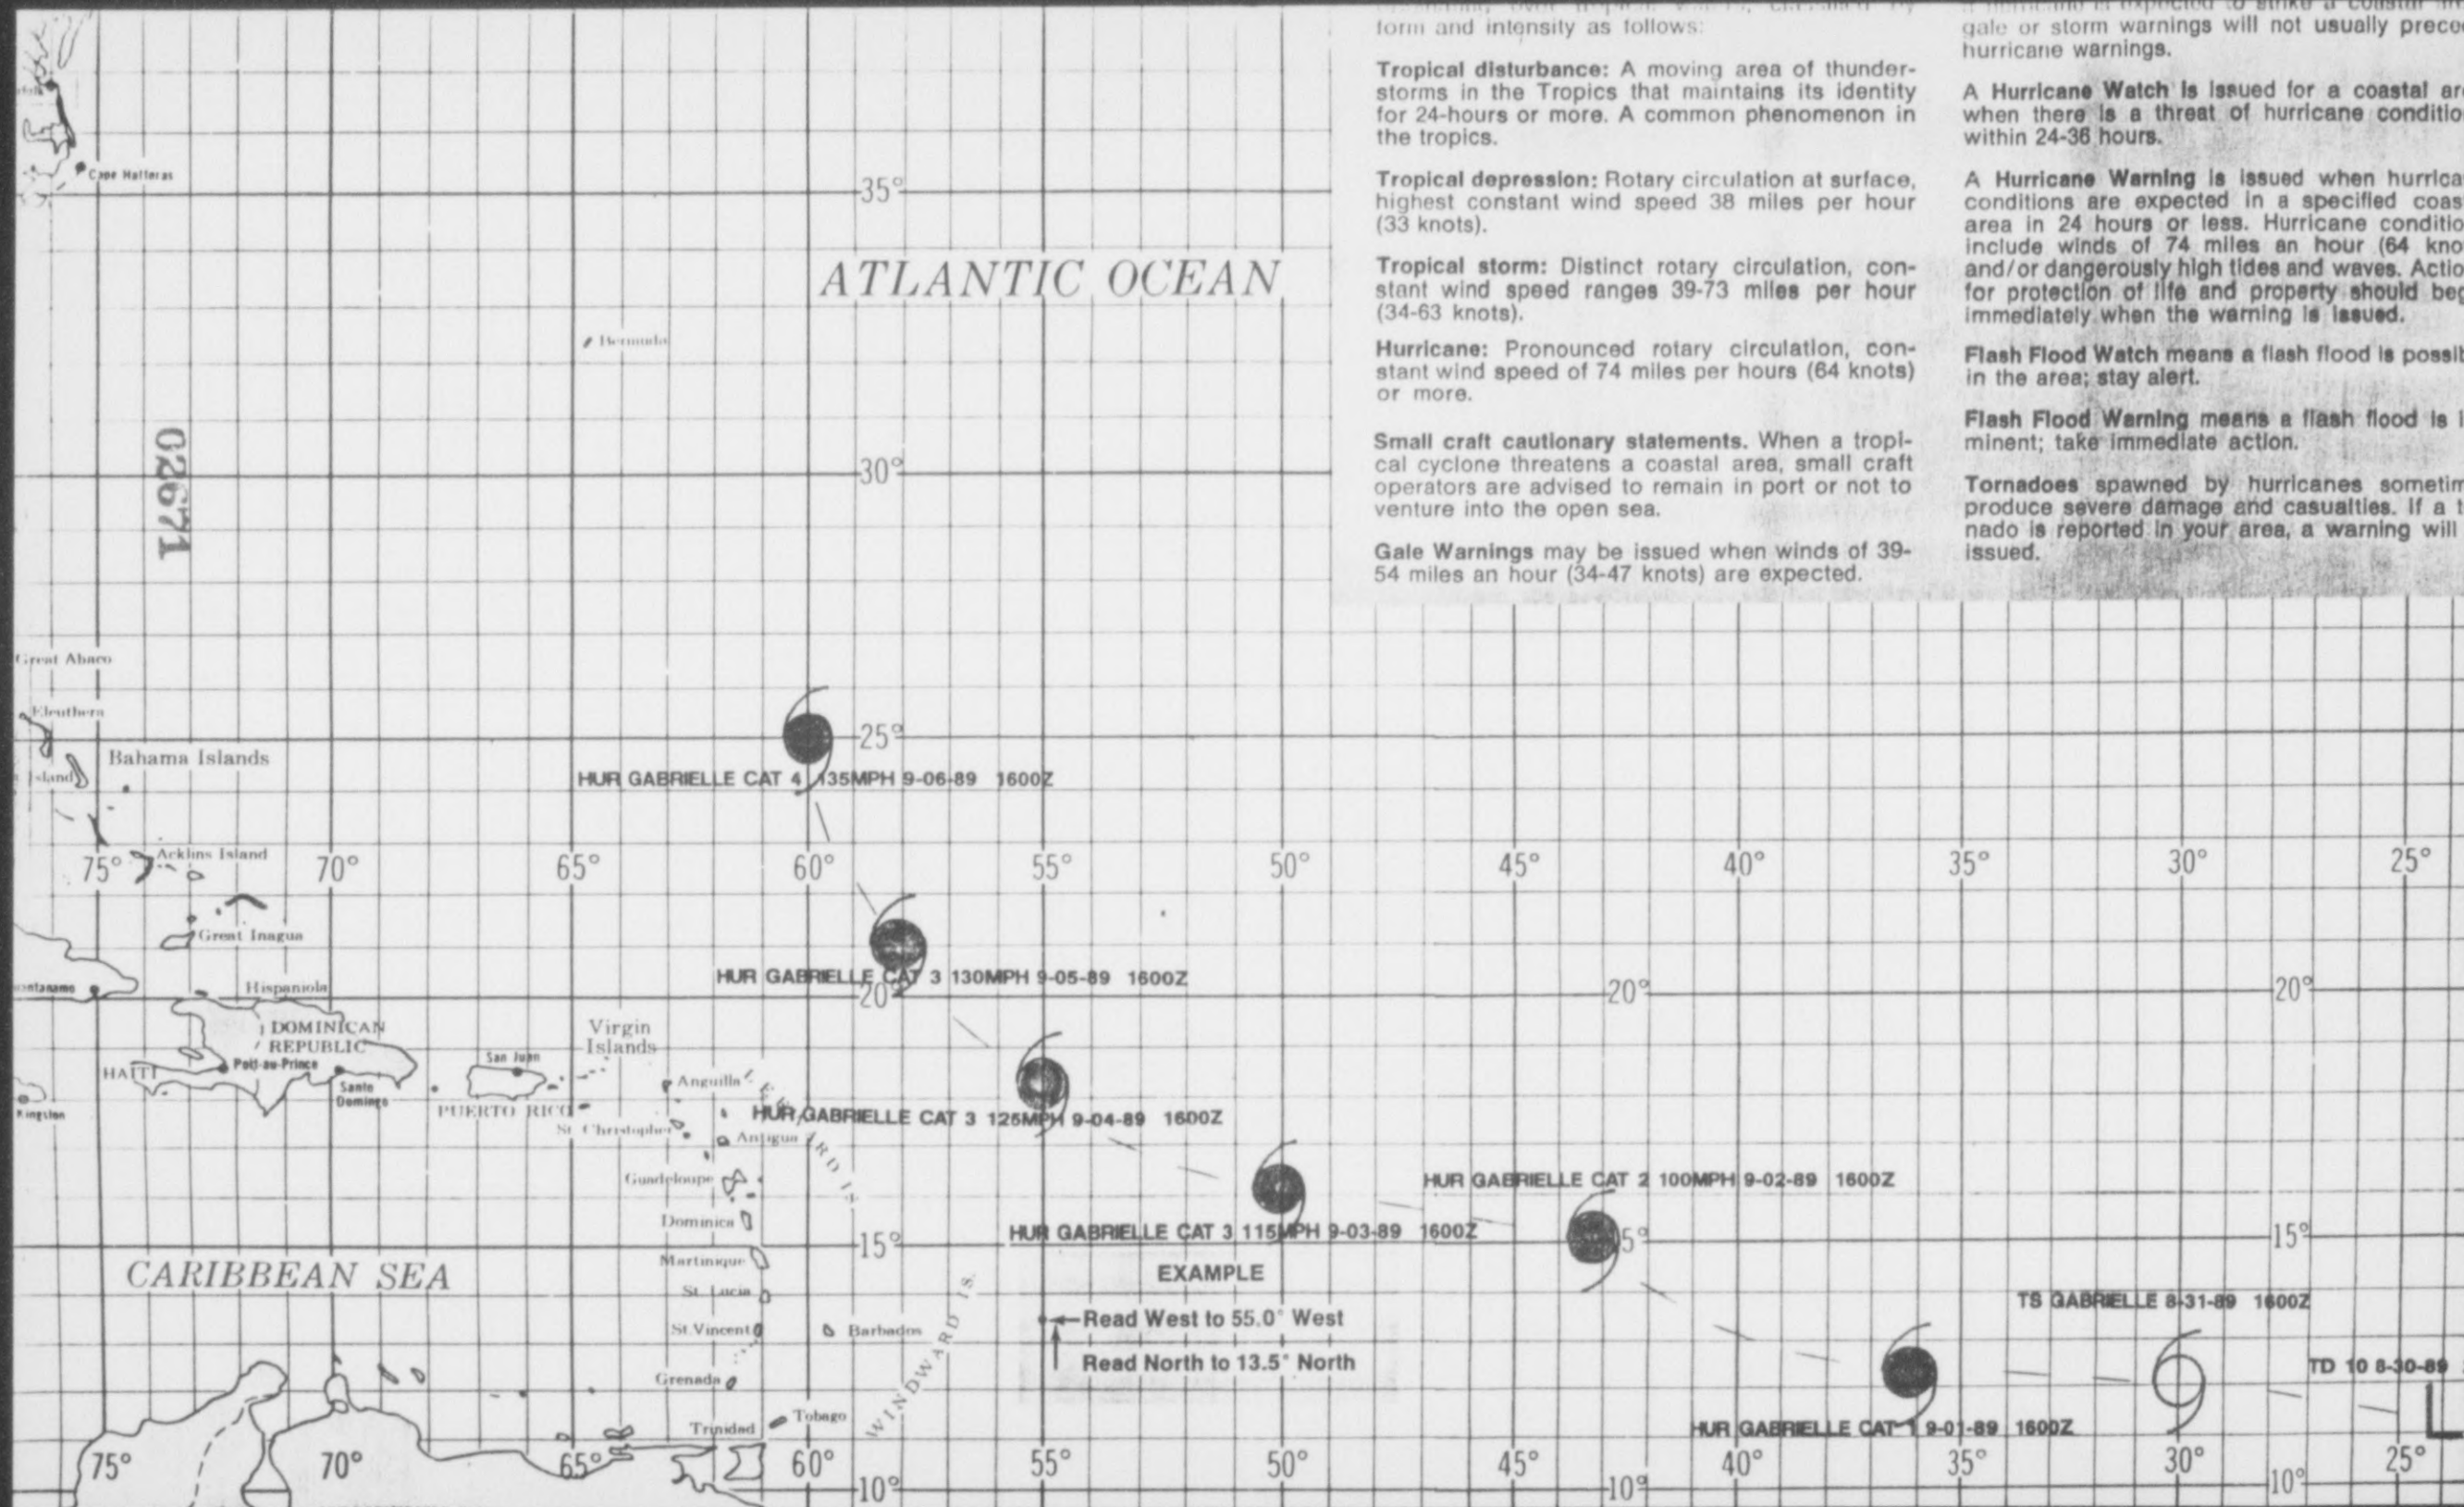 form and intensity as follows:
Tropical disturbance: A moving area of thunder-
storms in the Tropics that maintains its identity
for 24-hours or more. A common phenomenon in
the tropics.
Tropical depression: Rotary circulation at surface,
highest constant wind speed 38 miles per hour
(33 knots).
Tropical storm: Distinct rotary circulation, con-
stant wind speed ranges 39-73 miles per hour
(34-63 knots).
Hurricane: Pronounced rotary circulation, con-
stant wind speed of 74 miles per hours (64 knots)
or more.
Small craft cautionary statements. When a tropi-
cal cyclone threatens a coastal area, small craft
operators are advised to remain in port or not to
venture into the open sea.
Gale Warnings may be issued when winds of 39-
54 miles an hour (34-47 knots) are expected.
gale or storm warnings will not usually prece
hurricane warnings.
A Hurricane Watch is issued for a coastal ar
when there is a threat of hurricane conditio
within 24-36 hours.
A Hurricane Warning is issued when hurrica
conditions are expected in a specified coas
area in 24 hours or less. Hurricane conditio
include winds of 74 miles an hour (64 kno
and/or dangerously high tides and waves. Actio
for protection of life and property should beg
immediately when the warning is issued.
Flash Flood Watch means a flash flood is possib
in the area; stay alert.
Flash Flood Warning means a flash flood is i
minent; take immediate action.
Tornadoes spawned by hurricanes sometim
produce severe damage and casualties. If a t
nado is reported in your area, a warning will
issued.
Cape Hatteras
35°
ATLANTIC OCEAN
Bermuda
02671
30°
Great Abaco
Eleuthera
25°
Bahama Islands
Island
HUR GABRIELLE CAT 4 135MPH 9-06-89 1600Z
Acklins Island
75° 70° 65° 60° 55° 50° 45° 40° 35° 30° 25°
Great Inagua
HUR GABRIELLE CAT 3 130MPH 9-05-89 1600Z
Hispaniola
20° 20° 20°
DOMINICAN
REPUBLIC
Virgin
Islands
San Juan
HAITI
Port-au-Prince
Santo
Domingo
Anguilla
Kingston
PUERTO RICO
HUR GABRIELLE CAT 3 125MPH 9-04-89 1600Z
St. Christopher
Antigua
LEEWARD IS.
Guadeloupe
HUR GABRIELLE CAT 2 100MPH 9-02-89 1600Z
Dominica
HUR GABRIELLE CAT 3 115MPH 9-03-89 1600Z
15° 5° 15°
Martinique
CARIBBEAN SEA
EXAMPLE
St. Lucia
TS GABRIELLE 8-31-89 1600Z
Read West to 55.0° West
St. Vincent
Barbados
Read North to 13.5° North
TD 10 8-30-89
Grenada
WINDWARD IS.
Tobago
Trinidad
HUR GABRIELLE CAT 1 9-01-89 1600Z
75° 70° 65° 60° 55° 50° 45° 40° 35° 30° 25°
10° 10° 10°